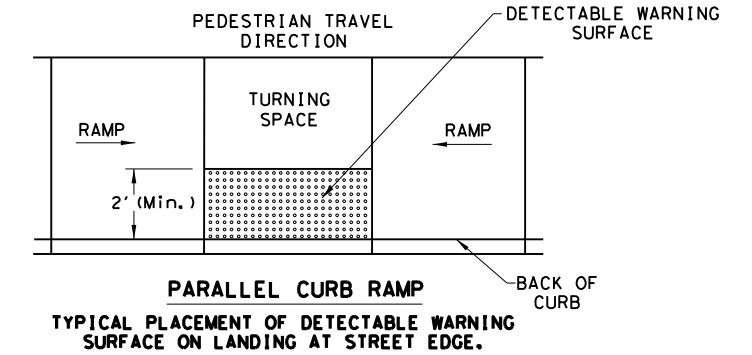 PEDESTRIAN TRAVEL
DIRECTION
DETECTABLE WARNING
SURFACE
TURNING
SPACE
RAMP
RAMP
2' (Min.)
BACK OF
CURB
PARALLEL CURB RAMP
TYPICAL PLACEMENT OF DETECTABLE WARNING
SURFACE ON LANDING AT STREET EDGE.